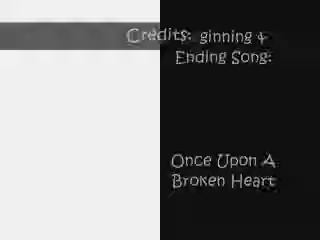 Credits: ginning &
Ending Song:
Once Upon A
Broken Heart